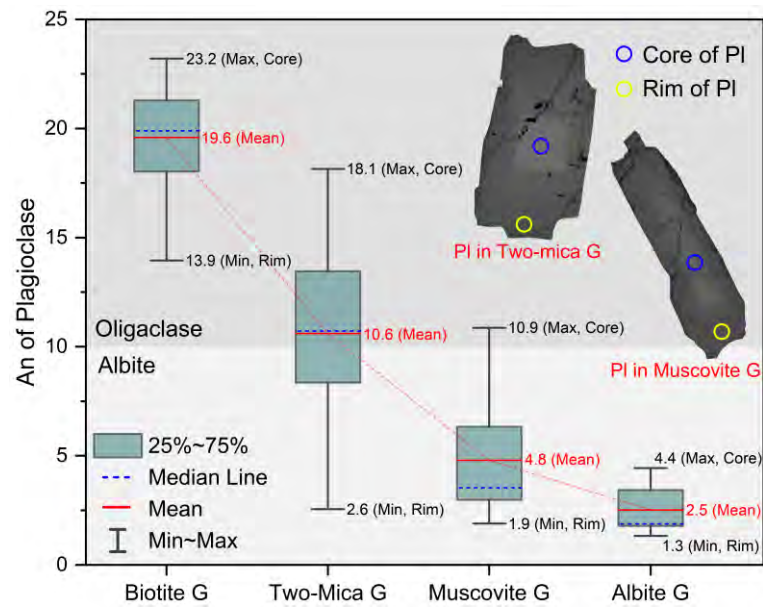 An of Plagioclase
25
20
15
10
5
0
23.2 (Max, Core)
19.6 (Mean)
13.9 (Min, Rim)
18.1 (Max, Core)
10.6 (Mean)
2.6 (Min, Rim)
10.9 (Max, Core)
4.8 (Mean)
1.9 (Min, Rim)
4.4 (Max, Core)
2.5 (Mean)
1.3 (Min, Rim)
Core of Pl
Rim of Pl
Pl in Two-mica G
Pl in Muscovite G
Oligaclase
Albite
25%~75%
Median Line
Mean
Min~Max
Biotite G
Two-Mica G
Muscovite G
Albite G